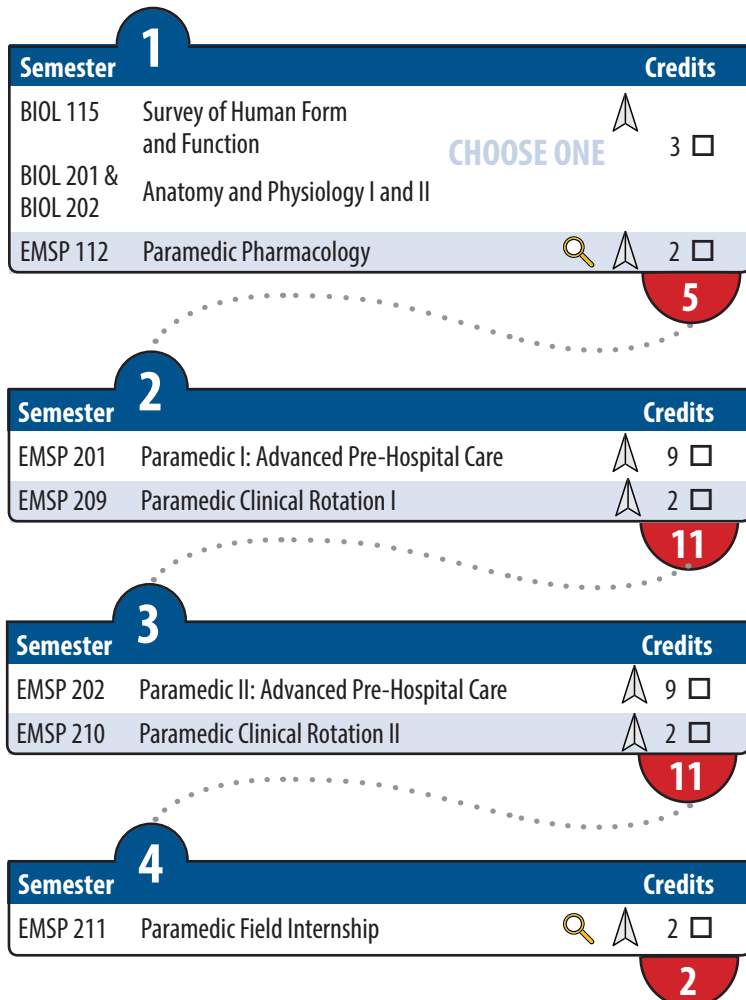 1
Semester Credits
BIOL 115 Survey of Human Form
and Function
CHOOSE ONE 3
BIOL 201 &
BIOL 202
Anatomy and Physiology I and II
EMSP 112 Paramedic Pharmacology 2
5
2
Semester Credits
EMSP 201 Paramedic I: Advanced Pre-Hospital Care 9
EMSP 209 Paramedic Clinical Rotation I 2
11
3
Semester Credits
EMSP 202 Paramedic II: Advanced Pre-Hospital Care 9
EMSP 210 Paramedic Clinical Rotation II 2
11
4
Semester Credits
EMSP 211 Paramedic Field Internship 2
2